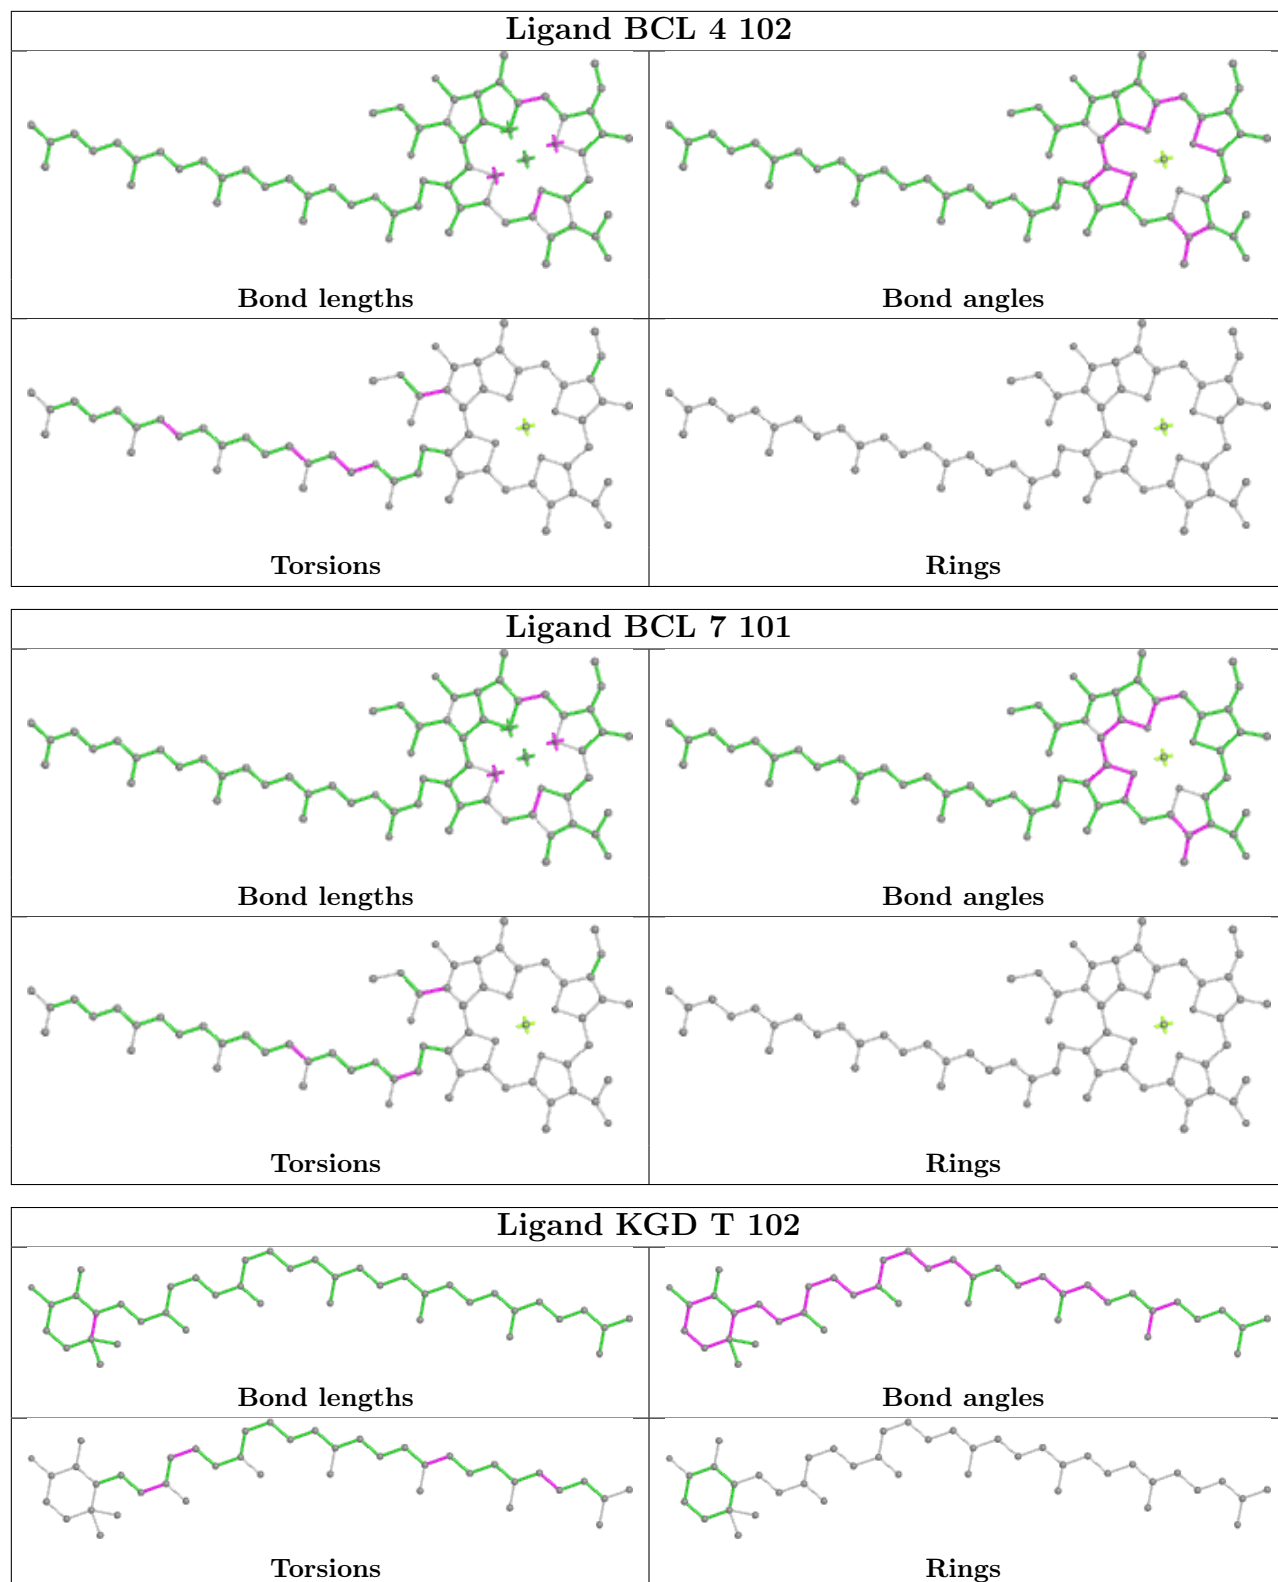 Ligand BCL 4 102
Bond lengths
Bond angles
Torsions
Rings
Ligand BCL 7 101
Bond lengths
Bond angles
Torsions
Rings
Ligand KGD T 102
Bond lengths
Bond angles
Torsions
Rings